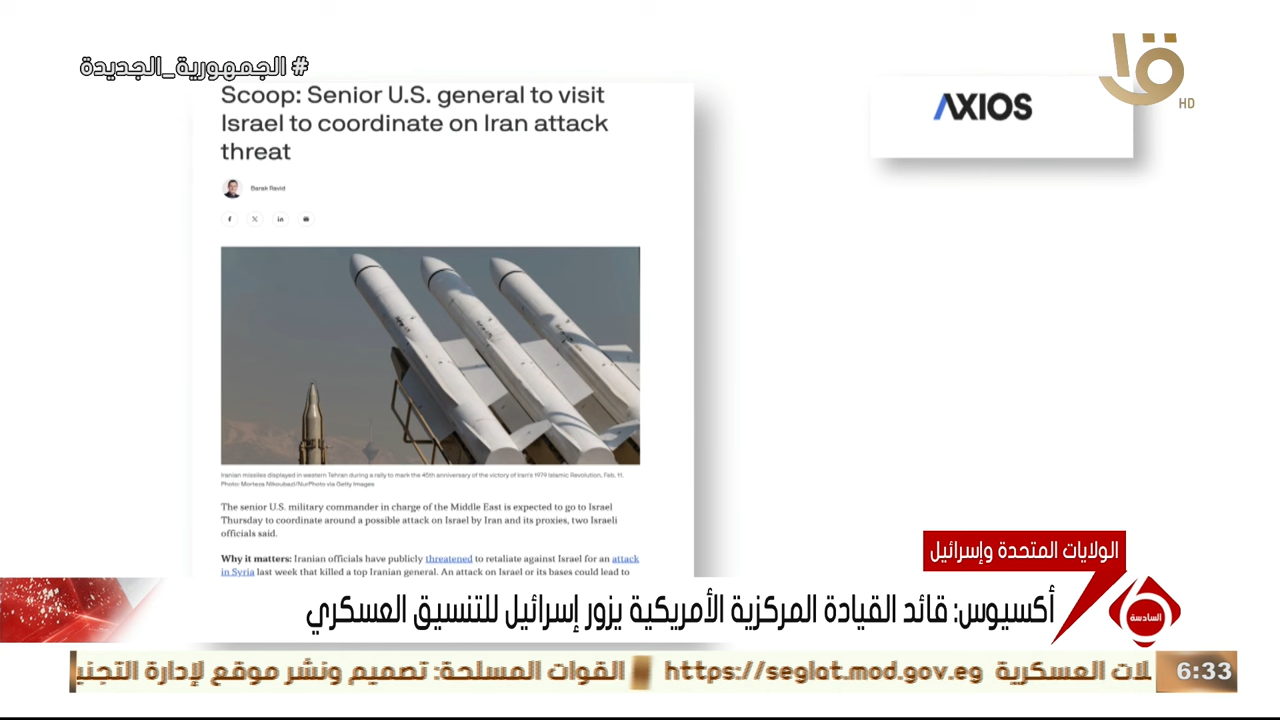 # الجمهورية_الجديدة
HD
AXIOS
Scoop: Senior U.S. general to visit
Israel to coordinate on Iran attack
threat
Barak Ravid
Iranian missiles displayed in western Tehran during a rally to mark the 45th anniversary of the victory of Iran's 1979 Islamic Revolution, Feb. 11.
Photo: Morteza Nikoubazl/NurPhoto via Getty Images
The senior U.S. military commander in charge of the Middle East is expected to go to Israel
Thursday to coordinate around a possible attack on Israel by Iran and its proxies, two Israeli
officials said.
Why it matters: Iranian officials have publicly threatened to retaliate against Israel for an attack
in Syria last week that killed a top Iranian general. An attack on Israel or its bases could lead to
الولايات المتحدة وإسرائيل
أكسيوس: قائد القيادة المركزية الأمريكية يزور إسرائيل للتنسيق العسكري
السادسة
لات العسكرية https://seglat.mod.gov.eg القوات المسلحة: تصميم ونشر موقع لإدارة التجني
6:33